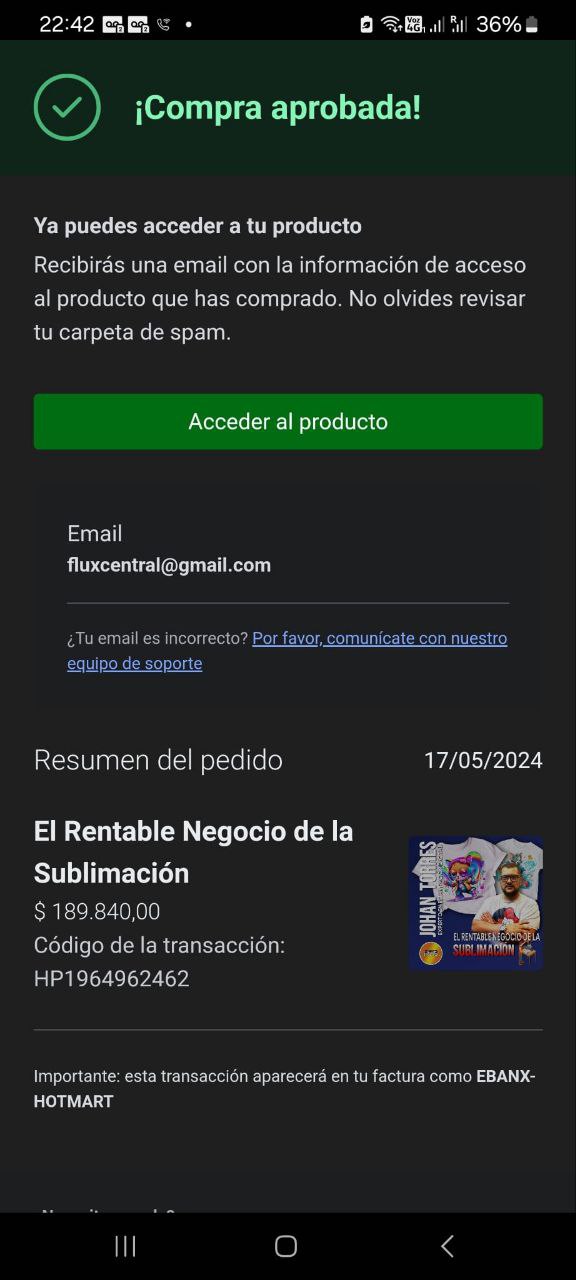 22:42
Voz
4G
R
36%
¡Compra aprobada!
Ya puedes acceder a tu producto
Recibirás una email con la información de acceso
al producto que has comprado. No olvides revisar
tu carpeta de spam.
Acceder al producto
Email
fluxcentral@gmail.com
¿Tu email es incorrecto? Por favor, comunícate con nuestro
equipo de soporte
Resumen del pedido
17/05/2024
El Rentable Negocio de la
Sublimación
$ 189.840,00
Código de la transacción:
HP1964962462
JOHAN TORRES
EL RENTABLE NEGOCIO DE LA
SUBLIMACIÓN
Importante: esta transacción aparecerá en tu factura como EBANX-
HOTMART